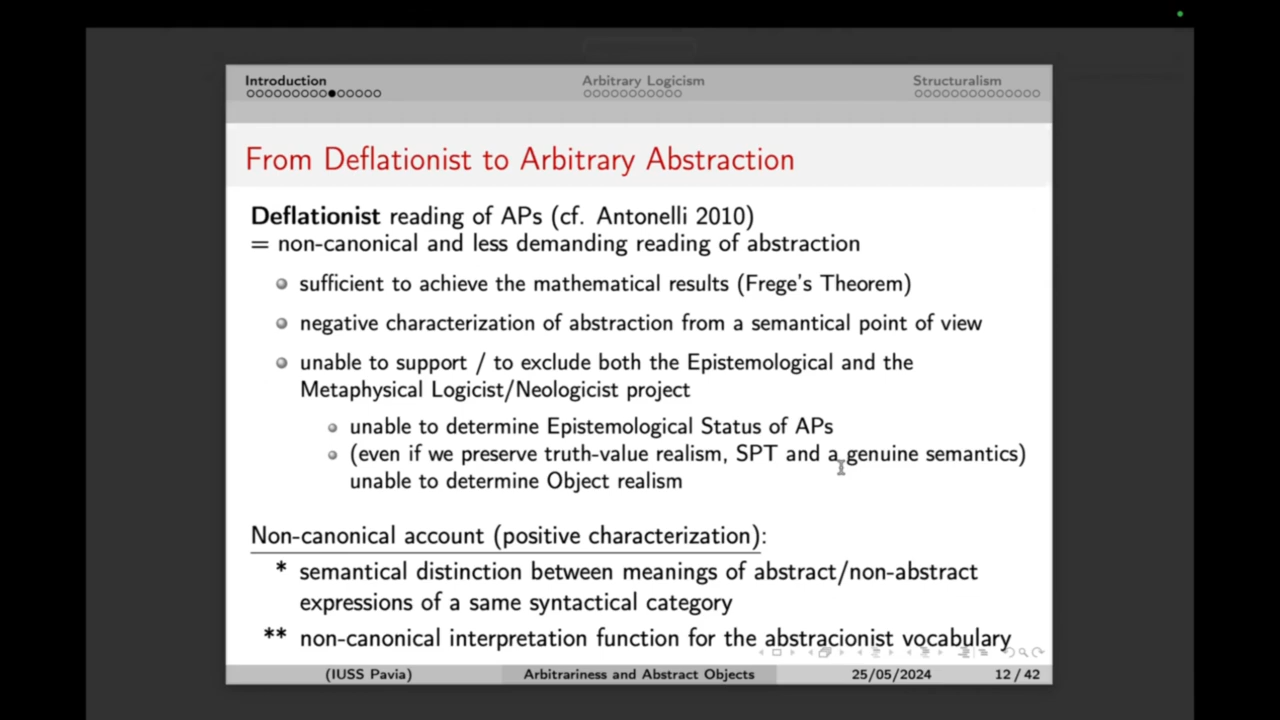 Introduction
Arbitrary Logicism
Structuralism
From Deflationist to Arbitrary Abstraction
Deflationist reading of APs (cf. Antonelli 2010)
= non-canonical and less demanding reading of abstraction
sufficient to achieve the mathematical results (Frege's Theorem)
negative characterization of abstraction from a semantical point of view
unable to support / to exclude both the Epistemological and the
Metaphysical Logicist/Neologicist project
unable to determine Epistemological Status of APs
(even if we preserve truth-value realism, SPT and a genuine semantics)
unable to determine Object realism
Non-canonical account (positive characterization):
* semantical distinction between meanings of abstract/non-abstract
expressions of a same syntactical category
** non-canonical interpretation function for the abstracionist vocabulary
(IUSS Pavia)
Arbitrariness and Abstract Objects
25/05/2024
12 / 42